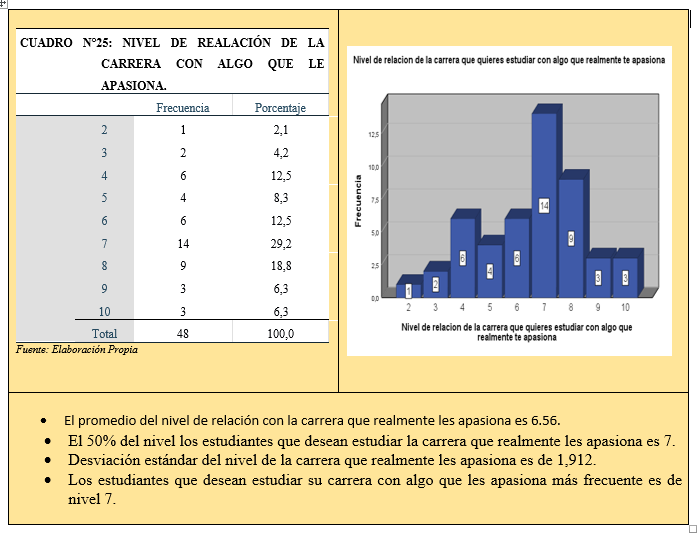 CUADRO N°25: NIVEL DE REALACIÓN DE LA
CARRERA CON ALGO QUE LE
APASIONA.
Frecuencia Porcentaje
2 1 2,1
3 2 4,2
4 6 12,5
5 4 8,3
6 6 12,5
7 14 29,2
8 9 18,8
9 3 6,3
10 3 6,3
Total 48 100,0
Fuente: Elaboración Propia
Nivel de relacion de la carrera que quieres estudiar con algo que realmente te apasiona
Frecuencia
12,5
10,0
7,5
5,0
2,5
0,0
1 2 6 4 6 14 9 3 3
2 3 4 5 6 7 8 9 10
Nivel de relacion de la carrera que quieres estudiar con algo que
realmente te apasiona
• El promedio del nivel de relación con la carrera que realmente les apasiona es 6.56.
• El 50% del nivel los estudiantes que desean estudiar la carrera que realmente les apasiona es 7.
• Desviación estándar del nivel de la carrera que realmente les apasiona es de 1,912.
• Los estudiantes que desean estudiar su carrera con algo que les apasiona más frecuente es de
nivel 7.